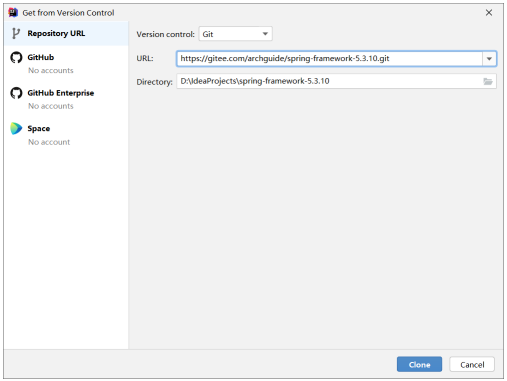 Get from Version Control
Repository URL
GitHub
No accounts
GitHub Enterprise
No accounts
Space
No account
Version control: Git
URL: https://gitee.com/archguide/spring-framework-5.3.10.git
Directory: D:\IdeaProjects\spring-framework-5.3.10
Clone Cancel